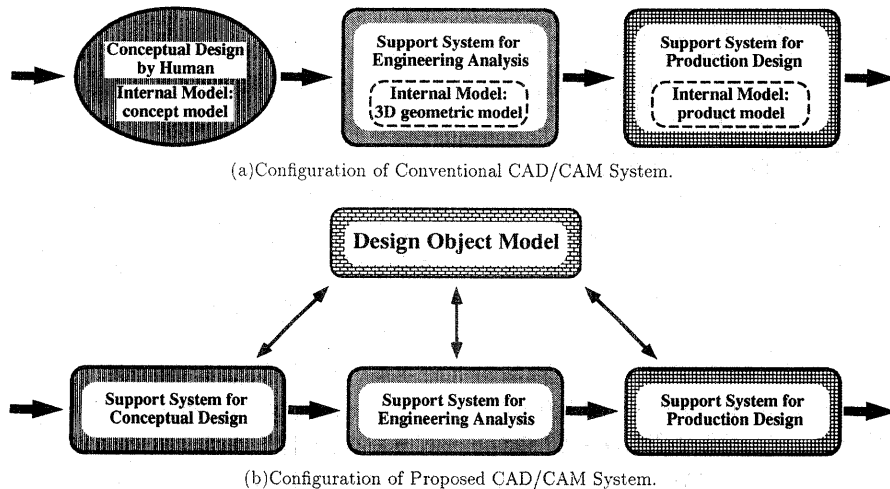 Conceptual Design
by Human
Internal Model:
concept model
Support System for
Engineering Analysis
Internal Model:
3D geometric model
Support System for
Production Design
Internal Model:
product model
(a)Configuration of Conventional CAD/CAM System.
Design Object Model
Support System for
Conceptual Design
Support System for
Engineering Analysis
Support System for
Production Design
(b)Configuration of Proposed CAD/CAM System.